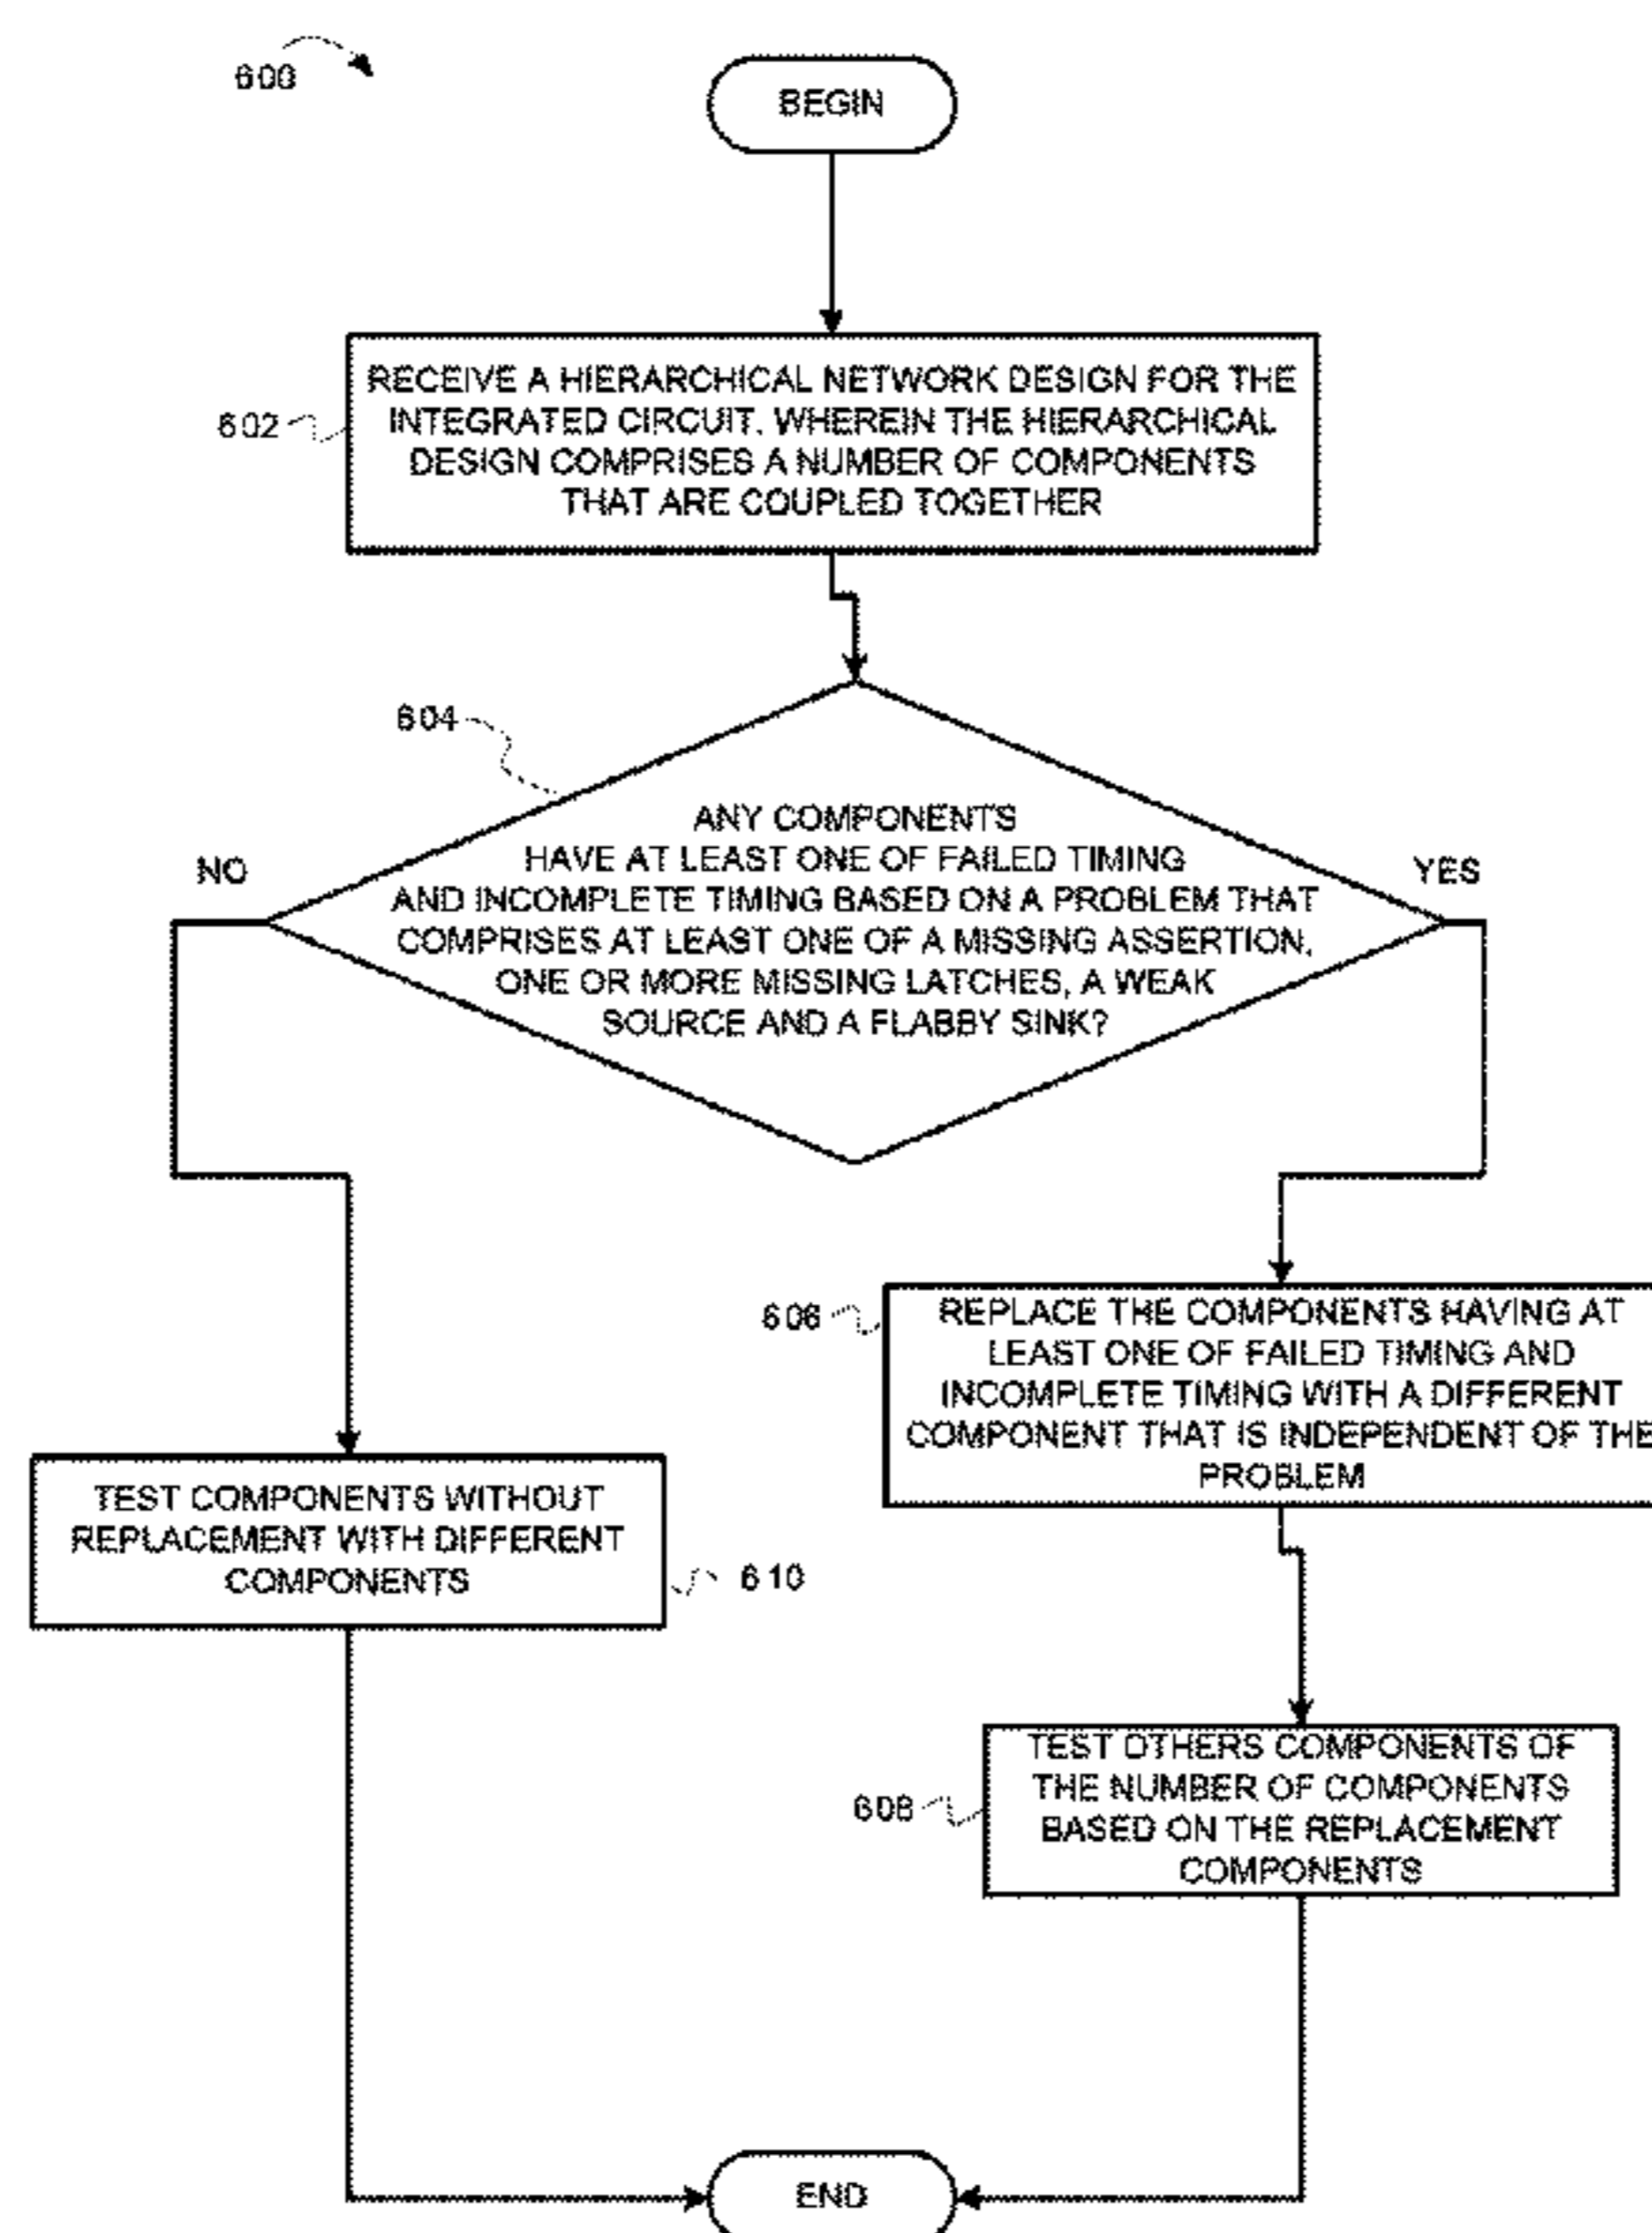 600
BEGIN
602
RECEIVE A HIERARCHICAL NETWORK DESIGN FOR THE
INTEGRATED CIRCUIT, WHEREIN THE HIERARCHICAL
DESIGN COMPRISES A NUMBER OF COMPONENTS
THAT ARE COUPLED TOGETHER
604
ANY COMPONENTS
HAVE AT LEAST ONE OF FAILED TIMING
AND INCOMPLETE TIMING BASED ON A PROBLEM THAT
COMPRISES AT LEAST ONE OF A MISSING ASSERTION,
ONE OR MORE MISSING LATCHES, A WEAK
SOURCE AND A FLABBY SINK?
NO
YES
606
REPLACE THE COMPONENTS HAVING AT
LEAST ONE OF FAILED TIMING AND
INCOMPLETE TIMING WITH A DIFFERENT
COMPONENT THAT IS INDEPENDENT OF THE
PROBLEM
TEST COMPONENTS WITHOUT
REPLACEMENT WITH DIFFERENT
COMPONENTS
610
608
TEST OTHERS COMPONENTS OF
THE NUMBER OF COMPONENTS
BASED ON THE REPLACEMENT
COMPONENTS
END